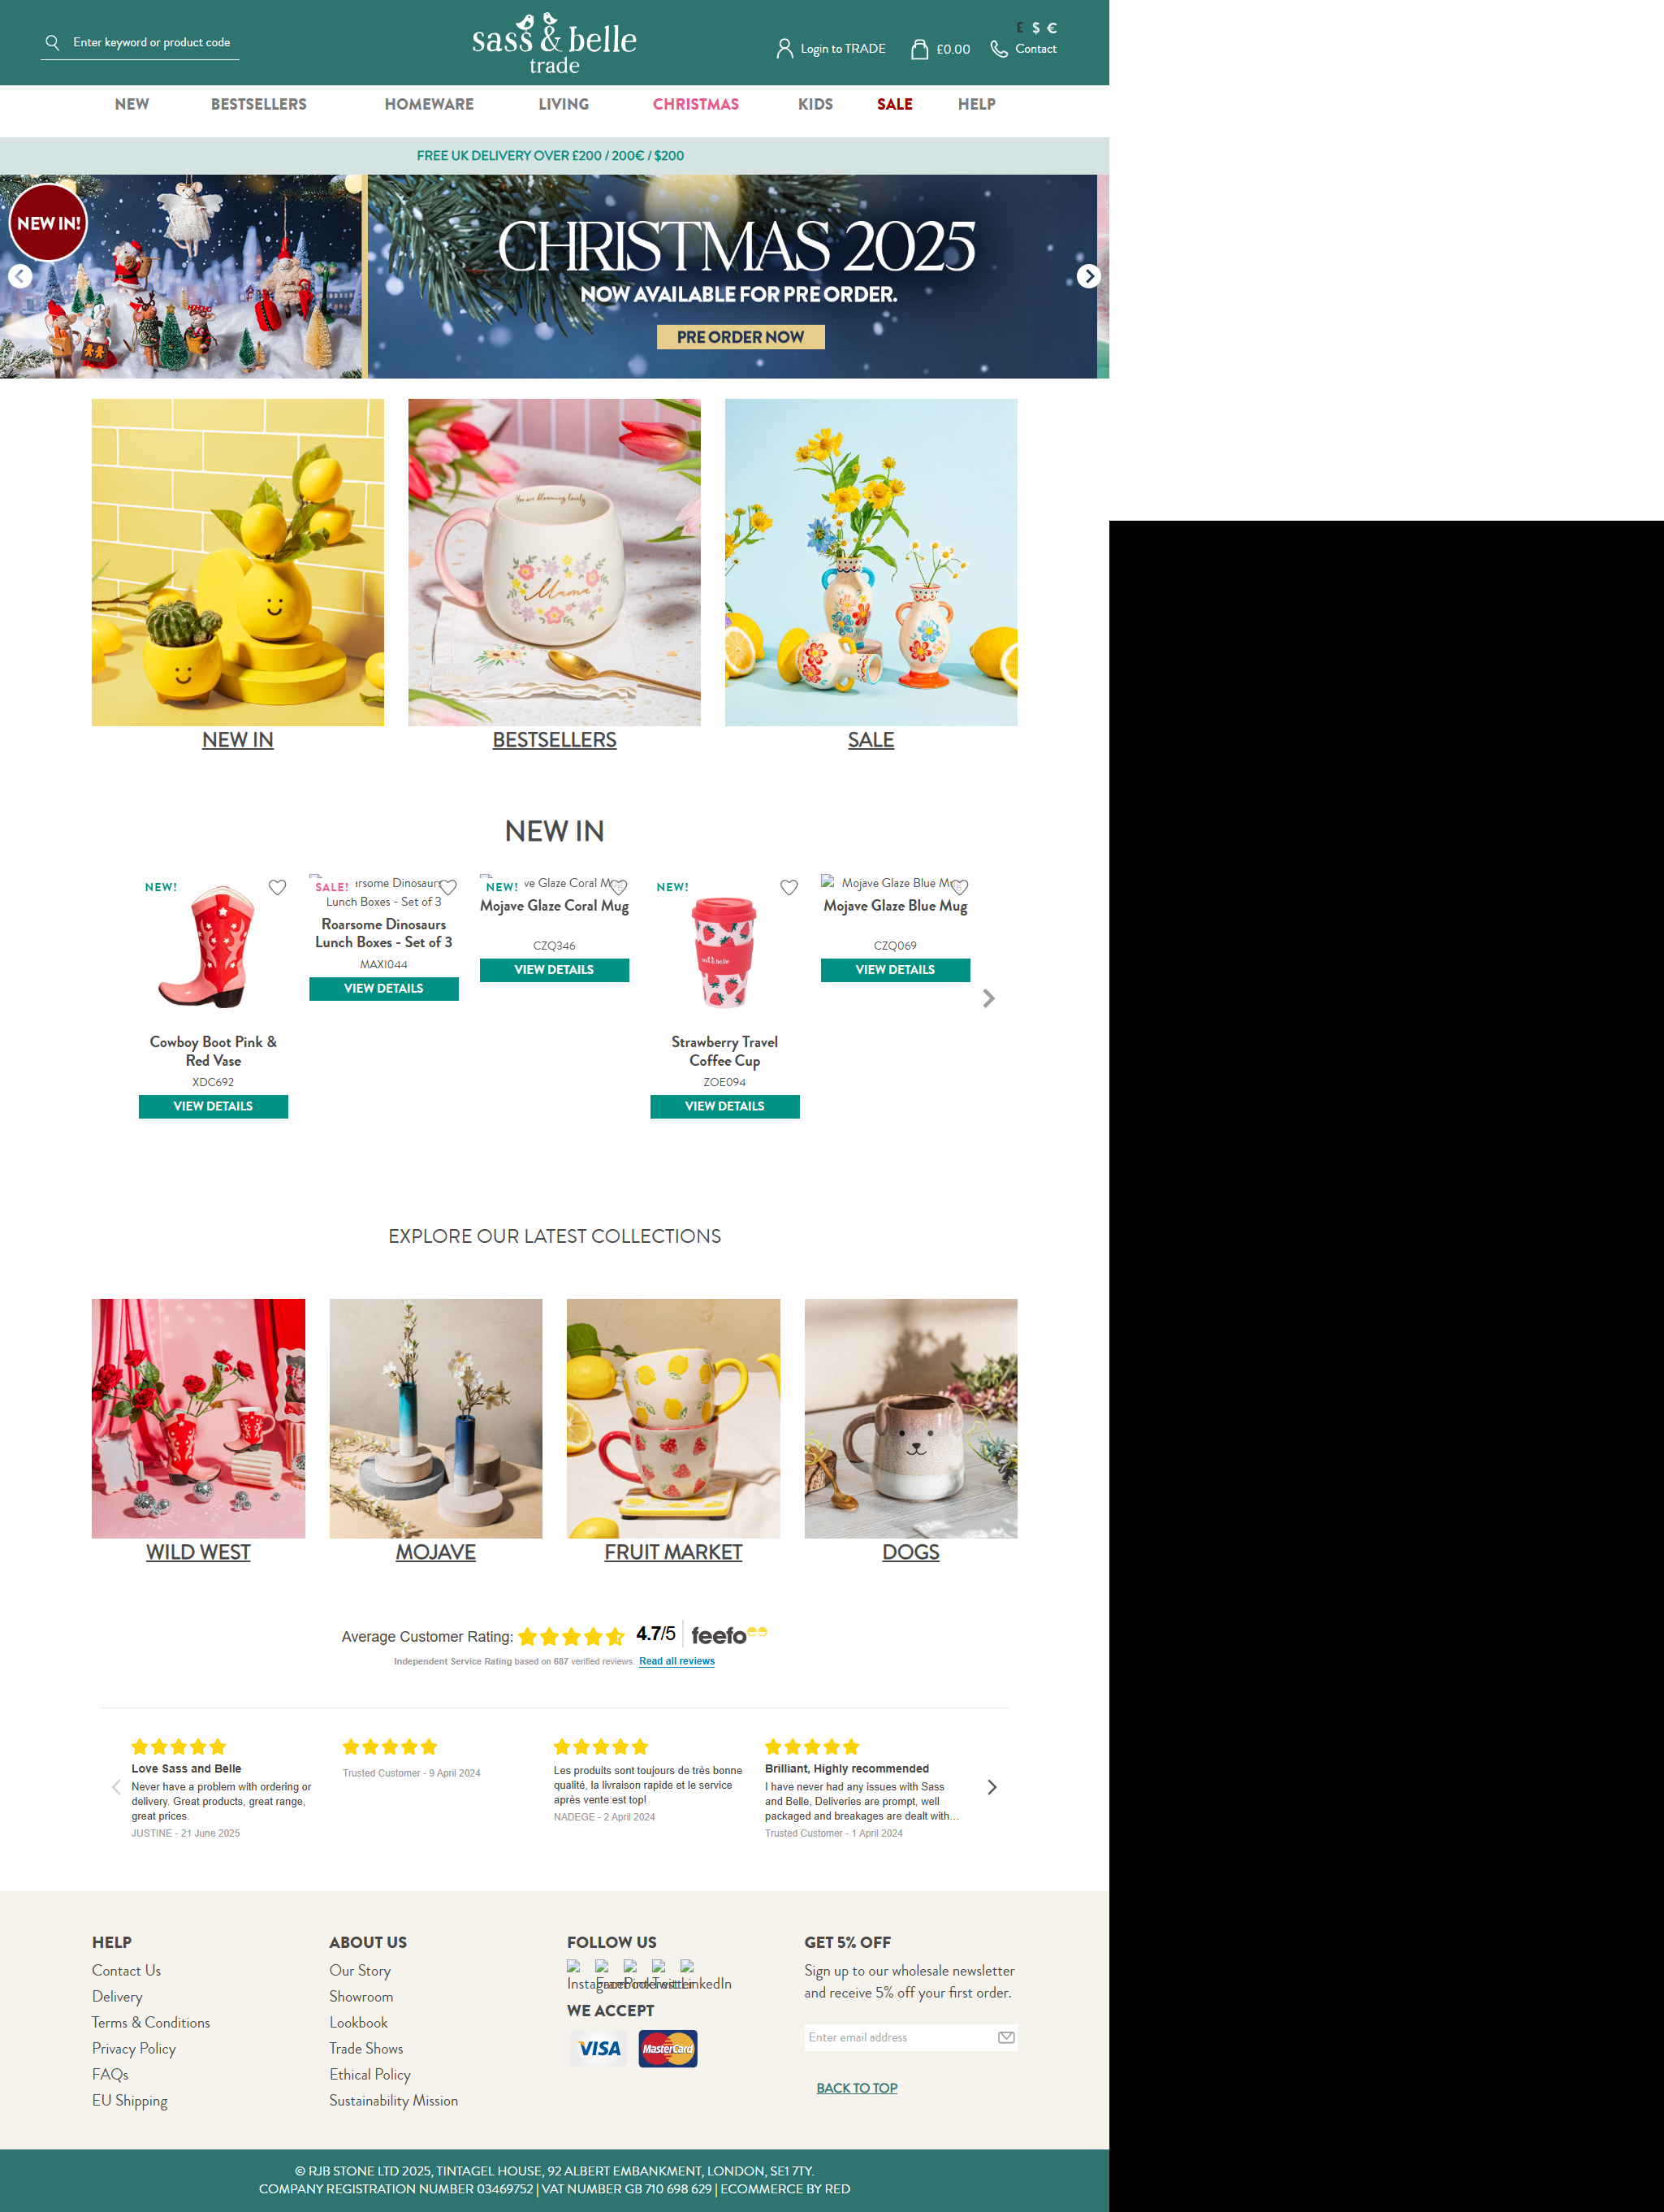 £ $ €
Enter keyword or product code
sass & belle
trade
Login to TRADE
£0.00
Contact
NEW
BESTSELLERS
HOMEWARE
LIVING
CHRISTMAS
KIDS
SALE
HELP
FREE UK DELIVERY OVER £200 / 200€ / $200
NEW IN!
CHRISTMAS 2025
NOW AVAILABLE FOR PRE ORDER.
PRE ORDER NOW
You are blooming lovely
Mama
NEW IN
BESTSELLERS
SALE
NEW IN
NEW!
Cowboy Boot Pink &
Red Vase
XDC692
VIEW DETAILS
SALE!
arsome Dinosaurs
Lunch Boxes - Set of 3
Roarsome Dinosaurs
Lunch Boxes - Set of 3
MAXI044
VIEW DETAILS
NEW!
ve Glaze Coral Mug
Mojave Glaze Coral Mug
CZQ346
VIEW DETAILS
NEW!
sass & belle
Strawberry Travel
Coffee Cup
ZOE094
VIEW DETAILS
Mojave Glaze Blue Mug
Mojave Glaze Blue Mug
CZQ069
VIEW DETAILS
EXPLORE OUR LATEST COLLECTIONS
WILD WEST
MOJAVE
FRUIT MARKET
DOGS
Average Customer Rating:
4.7/5
feefo
Independent Service Rating based on 687 verified reviews. Read all reviews
Love Sass and Belle
Never have a problem with ordering or
delivery. Great products, great range,
great prices.
JUSTINE - 21 June 2025
Trusted Customer - 9 April 2024
Les produits sont toujours de très bonne
qualité, la livraison rapide et le service
après vente est top!
NADEGE - 2 April 2024
Brilliant, Highly recommended
I have never had any issues with Sass
and Belle, Deliveries are prompt, well
packaged and breakages are dealt with...
Trusted Customer - 1 April 2024
HELP
Contact Us
Delivery
Terms & Conditions
Privacy Policy
FAQs
EU Shipping
ABOUT US
Our Story
Showroom
Lookbook
Trade Shows
Ethical Policy
Sustainability Mission
FOLLOW US
Instagram Facebook Pinterest Twitter LinkedIn
WE ACCEPT
VISA
MasterCard
GET 5% OFF
Sign up to our wholesale newsletter
and receive 5% off your first order.
Enter email address
BACK TO TOP
© RJB STONE LTD 2025, TINTAGEL HOUSE, 92 ALBERT EMBANKMENT, LONDON, SE1 7TY.
COMPANY REGISTRATION NUMBER 03469752 | VAT NUMBER GB 710 698 629 | ECOMMERCE BY RED